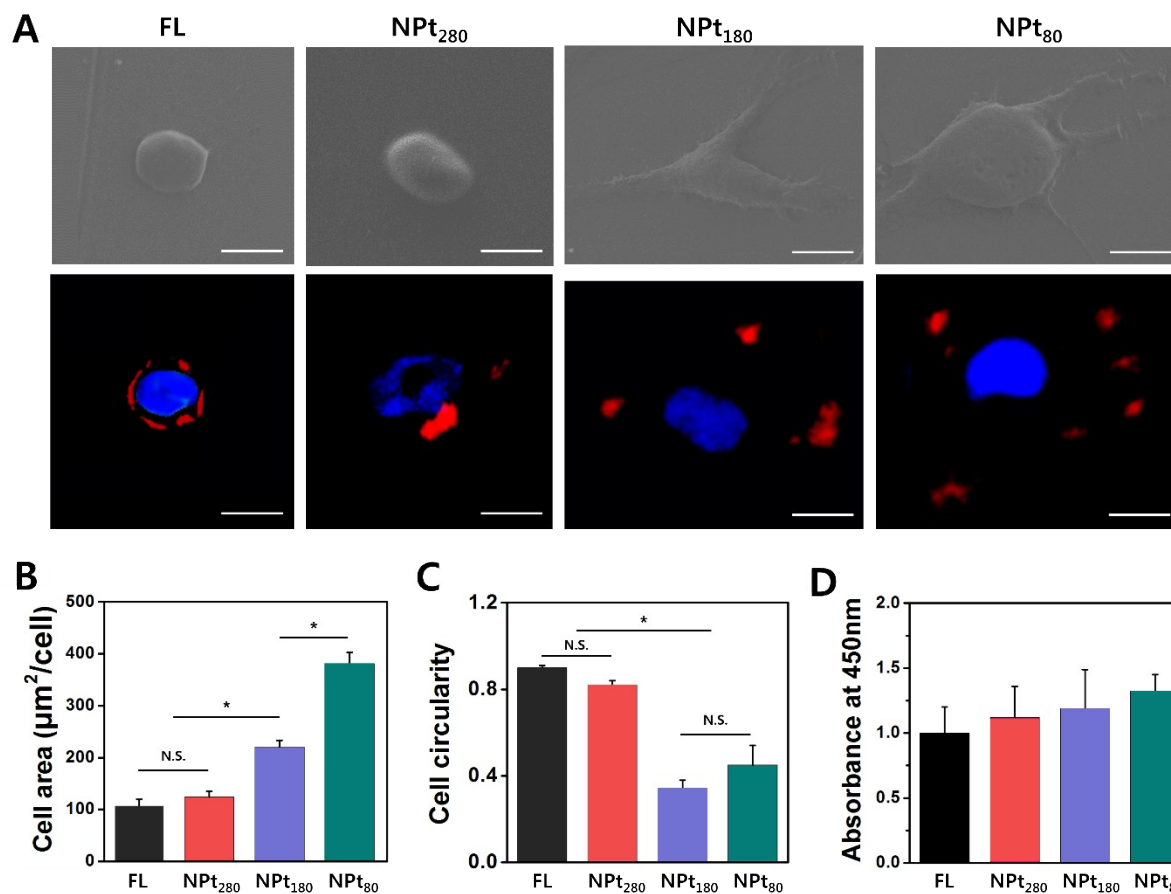 A
FL
NPt280
NPt180
NPt80
B
Cell area (μm2/cell)
500
400
300
200
100
0
N.S.
*
*
FL
NPt280
NPt180
NPt80
C
Cell circularity
1.2
0.8
0.4
0.0
N.S.
*
N.S.
FL
NPt280
NPt180
NPt80
D
Absorbance at 450nm
2.0
1.5
1.0
0.5
0.0
FL
NPt280
NPt180